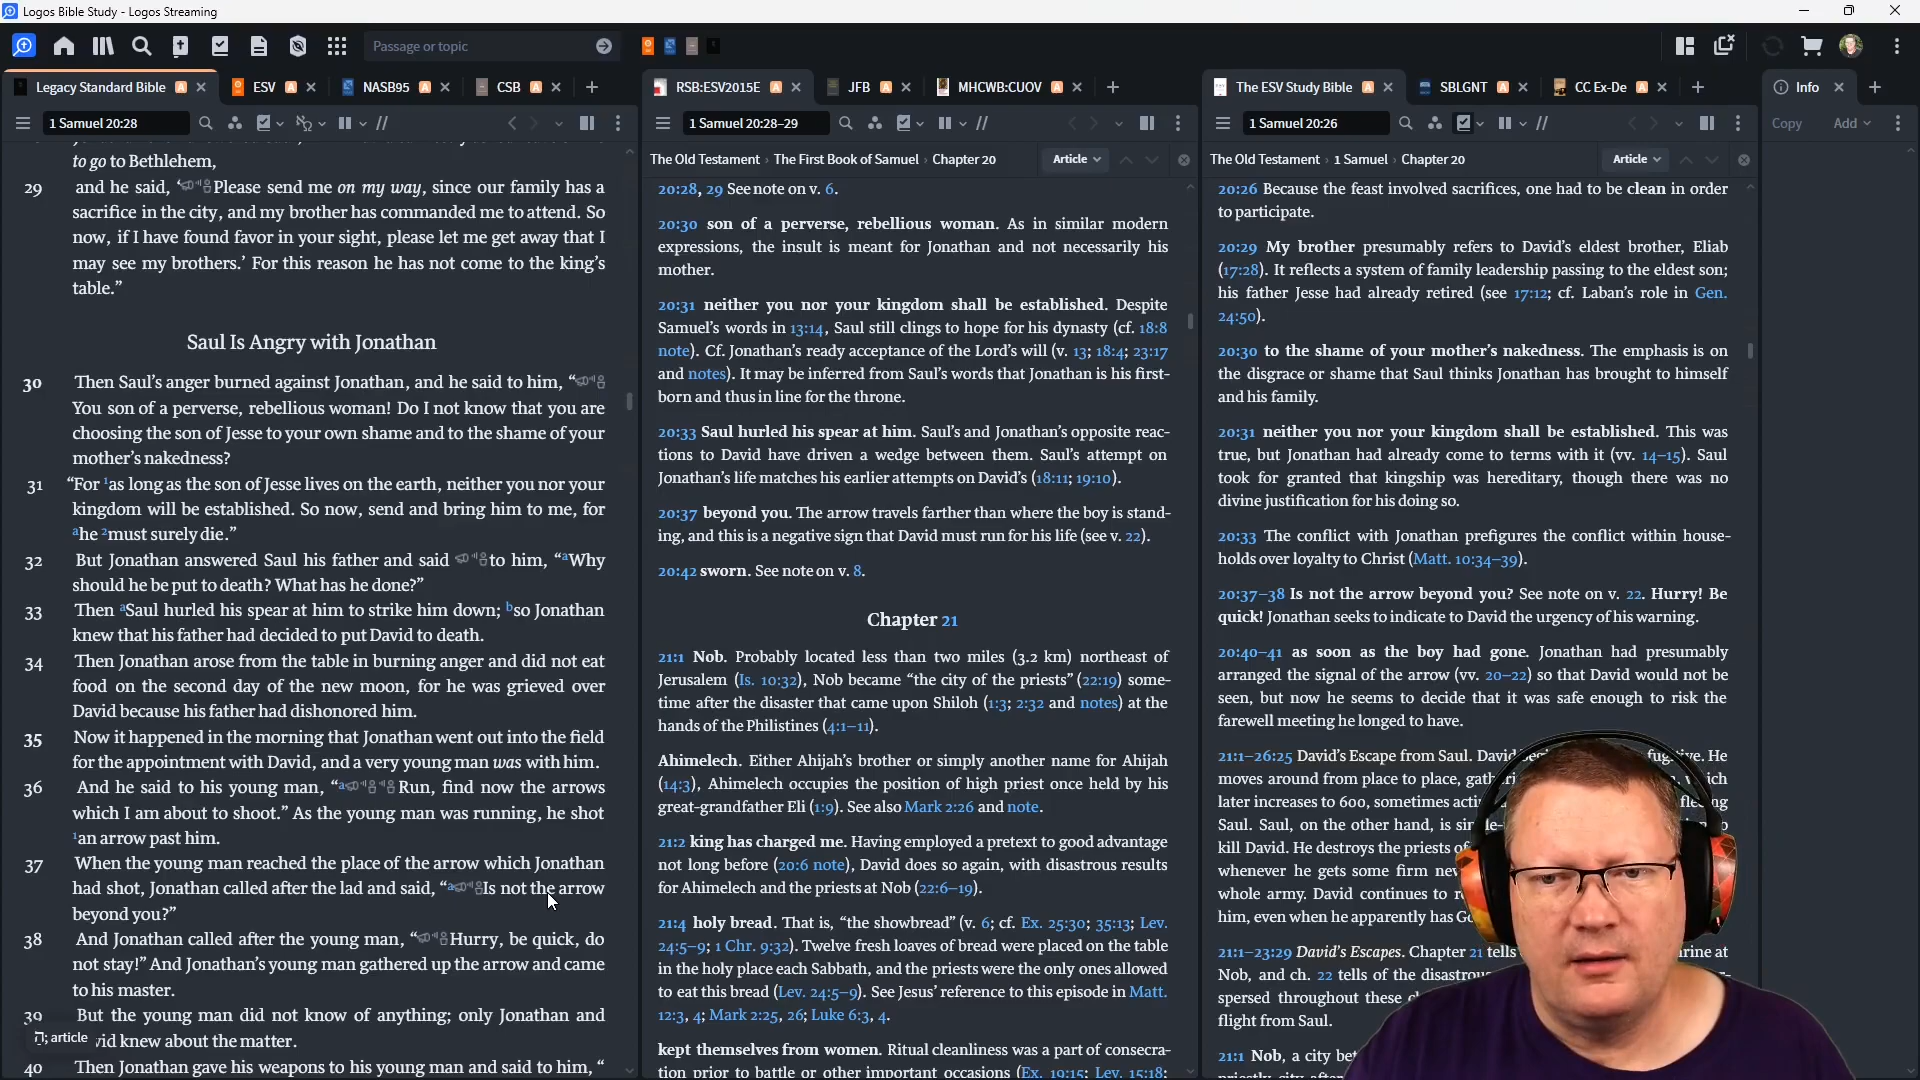 Logos Bible Study - Logos Streaming
Passage or topic
Legacy Standard Bible A
ESV A
NASB95 A
CSB A
RSB:ESV2015E A
JFB A
MHCWB:CUOV A
The ESV Study Bible A
SBLGNT A
CC Ex-De A
Info
1 Samuel 20:28
to go to Bethlehem,
29 and he said, ‘Please send me on my way, since our family has a
sacrifice in the city, and my brother has commanded me to attend. So
now, if I have found favor in your sight, please let me get away that I
may see my brothers.’ For this reason he has not come to the king’s
table.”
Saul Is Angry with Jonathan
30 Then Saul’s anger burned against Jonathan, and he said to him, “
You son of a perverse, rebellious woman! Do I not know that you are
choosing the son of Jesse to your own shame and to the shame of your
mother’s nakedness?
31 “For 1as long as the son of Jesse lives on the earth, neither you nor your
kingdom will be established. So now, send and bring him to me, for
ahe 2must surely die.”
32 But Jonathan answered Saul his father and said to him, “aWhy
should he be put to death? What has he done?”
33 Then aSaul hurled his spear at him to strike him down; bso Jonathan
knew that his father had decided to put David to death.
34 Then Jonathan arose from the table in burning anger and did not eat
food on the second day of the new moon, for he was grieved over
David because his father had dishonored him.
35 Now it happened in the morning that Jonathan went out into the field
for the appointment with David, and a very young man was with him.
36 And he said to his young man, “aRun, find now the arrows
which I am about to shoot.” As the young man was running, he shot
1an arrow past him.
37 When the young man reached the place of the arrow which Jonathan
had shot, Jonathan called after the lad and said, “aIs not the arrow
beyond you?”
38 And Jonathan called after the young man, “Hurry, be quick, do
not stay!” And Jonathan’s young man gathered up the arrow and came
to his master.
39 But the young man did not know of anything; only Jonathan and
vid knew about the matter.
ה; article
40 Then Jonathan gave his weapons to his young man and said to him, “
1 Samuel 20:28–29
The Old Testament › The First Book of Samuel › Chapter 20
Article
20:28, 29 See note on v. 6.
20:30 son of a perverse, rebellious woman. As in similar modern
expressions, the insult is meant for Jonathan and not necessarily his
mother.
20:31 neither you nor your kingdom shall be established. Despite
Samuel’s words in 13:14, Saul still clings to hope for his dynasty (cf. 18:8
note). Cf. Jonathan’s ready acceptance of the Lord’s will (v. 13; 18:4; 23:17
and notes). It may be inferred from Saul’s words that Jonathan is his first-
born and thus in line for the throne.
20:33 Saul hurled his spear at him. Saul’s and Jonathan’s opposite reac-
tions to David have driven a wedge between them. Saul’s attempt on
Jonathan’s life matches his earlier attempts on David’s (18:11; 19:10).
20:37 beyond you. The arrow travels farther than where the boy is stand-
ing, and this is a negative sign that David must run for his life (see v. 22).
20:42 sworn. See note on v. 8.
Chapter 21
21:1 Nob. Probably located less than two miles (3.2 km) northeast of
Jerusalem (Is. 10:32), Nob became “the city of the priests” (22:19) some-
time after the disaster that came upon Shiloh (1:3; 2:32 and notes) at the
hands of the Philistines (4:1–11).
Ahimelech. Either Ahijah’s brother or simply another name for Ahijah
(14:3), Ahimelech occupies the position of high priest once held by his
great-grandfather Eli (1:9). See also Mark 2:26 and note.
21:2 king has charged me. Having employed a pretext to good advantage
not long before (20:6 note), David does so again, with disastrous results
for Ahimelech and the priests at Nob (22:6–19).
21:4 holy bread. That is, “the showbread” (v. 6; cf. Ex. 25:30; 35:13; Lev.
24:5–9; 1 Chr. 9:32). Twelve fresh loaves of bread were placed on the table
in the holy place each Sabbath, and the priests were the only ones allowed
to eat this bread (Lev. 24:5–9). See Jesus’ reference to this episode in Matt.
12:3, 4; Mark 2:25, 26; Luke 6:3, 4.
kept themselves from women. Ritual cleanliness was a part of consecra-
tion prior to battle or other important occasions (Ex. 19:15; Lev. 15:18;
1 Samuel 20:26
The Old Testament › 1 Samuel › Chapter 20
Article
20:26 Because the feast involved sacrifices, one had to be clean in order
to participate.
20:29 My brother presumably refers to David’s eldest brother, Eliab
(17:28). It reflects a system of family leadership passing to the eldest son;
his father Jesse had already retired (see 17:12; cf. Laban’s role in Gen.
24:50).
20:30 to the shame of your mother’s nakedness. The emphasis is on
the disgrace or shame that Saul thinks Jonathan has brought to himself
and his family.
20:31 neither you nor your kingdom shall be established. This was
true, but Jonathan had already come to terms with it (vv. 14–15). Saul
took for granted that kingship was hereditary, though there was no
divine justification for his doing so.
20:33 The conflict with Jonathan prefigures the conflict within house-
holds over loyalty to Christ (Matt. 10:34–39).
20:37–38 Is not the arrow beyond you? See note on v. 22. Hurry! Be
quick! Jonathan seeks to indicate to David the urgency of his warning.
20:40–41 as soon as the boy had gone. Jonathan had presumably
arranged the signal of the arrow (vv. 20–22) so that David would not be
seen, but now he seems to decide that it was safe enough to risk the
farewell meeting he longed to have.
21:1–26:25 David’s Escape from Saul. David fugitive. He
moves around from place to place, which
later increases to 600, sometimes fleeing
Saul. Saul, on the other hand, is
kill David. He destroys the priests of
whenever he gets some firm
whole army. David continues to
him, even when he apparently has
21:1–23:29 David’s Escapes. Chapter 21 tells at
Nob, and ch. 22 tells of the
spersed throughout these
flight from Saul.
21:1 Nob, a city
Copy
Add